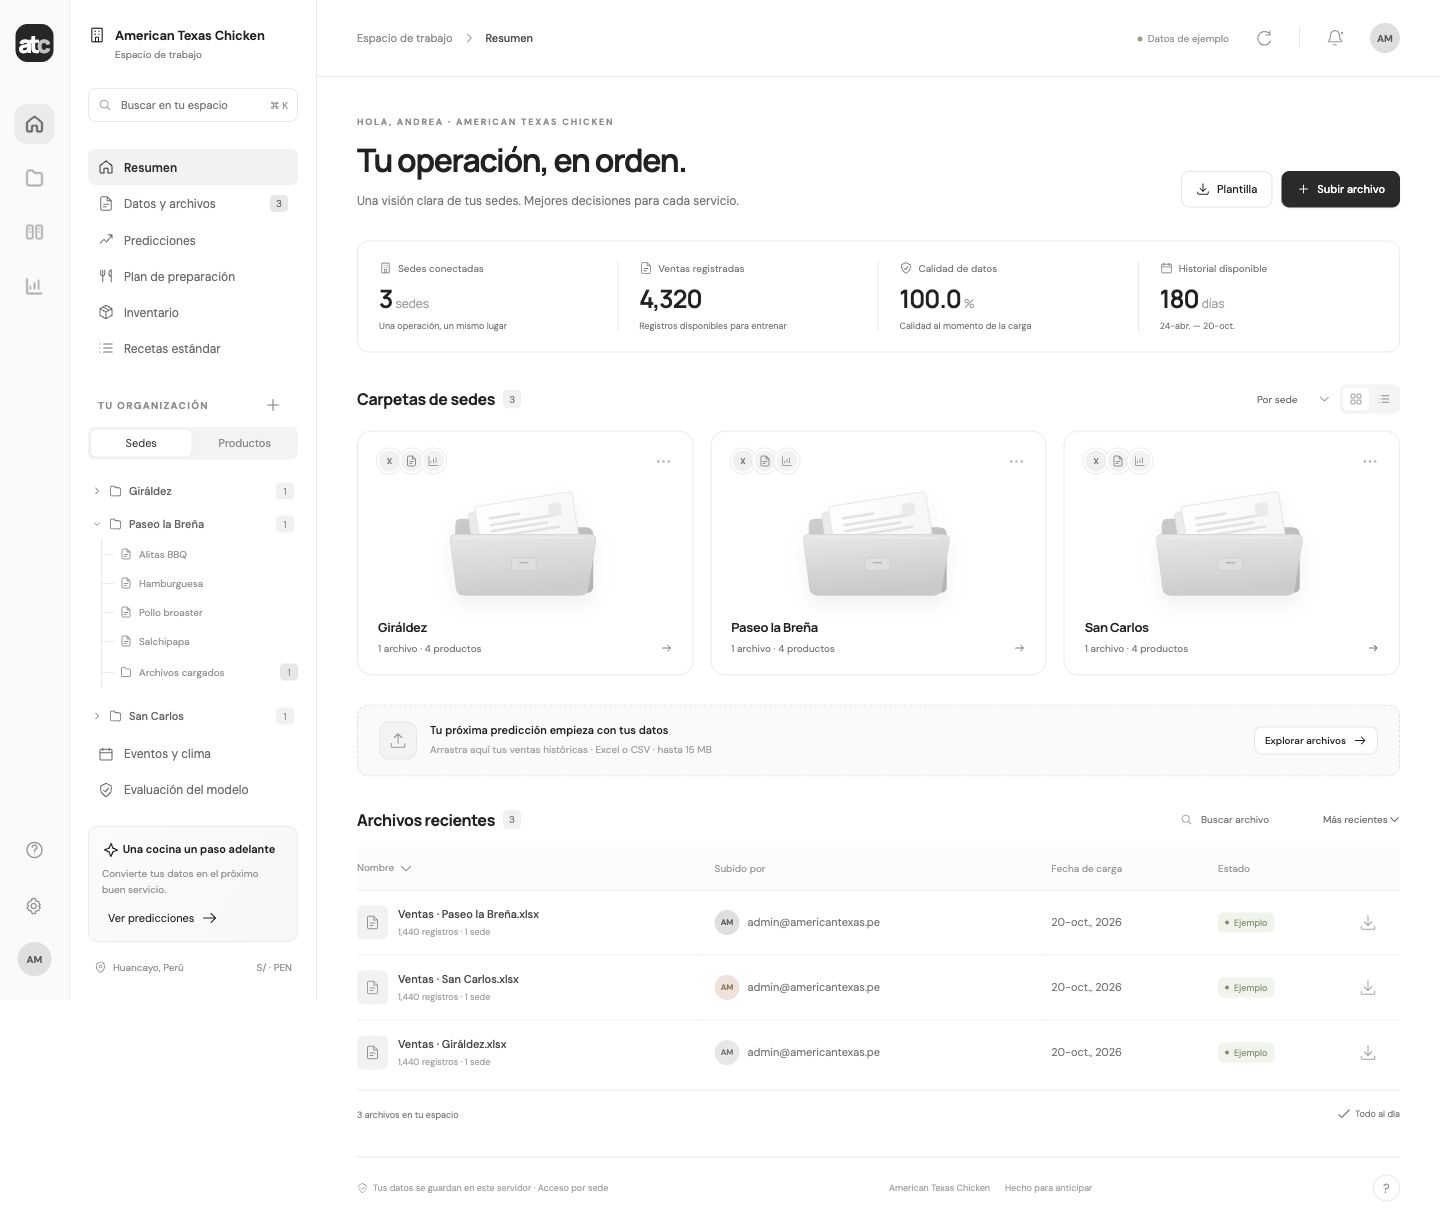 atc
American Texas Chicken
Espacio de trabajo
Buscar en tu espacio ⌘ K
Resumen
Datos y archivos 3
Predicciones
Plan de preparación
Inventario
Recetas estándar
TU ORGANIZACIÓN
Sedes Productos
Giráldez 1
Paseo la Breña 1
Alitas BBQ
Hamburguesa
Pollo broaster
Salchipapa
Archivos cargados 1
San Carlos 1
Eventos y clima
Evaluación del modelo
Una cocina un paso adelante
Convierte tus datos en el próximo
buen servicio.
Ver predicciones
AM
Huancayo, Perú S/ · PEN
Espacio de trabajo Resumen
Datos de ejemplo AM
HOLA, ANDREA · AMERICAN TEXAS CHICKEN
Tu operación, en orden.
Una visión clara de tus sedes. Mejores decisiones para cada servicio.
Plantilla
Subir archivo
Sedes conectadas
3 sedes
Una operación, un mismo lugar
Ventas registradas
4,320
Registros disponibles para entrenar
Calidad de datos
100.0 %
Calidad al momento de la carga
Historial disponible
180 días
24-abr. — 20-oct.
Carpetas de sedes 3
Por sede
X
Giráldez
1 archivo · 4 productos
X
Paseo la Breña
1 archivo · 4 productos
X
San Carlos
1 archivo · 4 productos
Tu próxima predicción empieza con tus datos
Arrastra aquí tus ventas históricas · Excel o CSV · hasta 15 MB
Explorar archivos
Archivos recientes 3
Buscar archivo
Más recientes
Nombre Subido por Fecha de carga Estado
Ventas · Paseo la Breña.xlsx
1,440 registros · 1 sede
AM admin@americantexas.pe 20-oct., 2026 Ejemplo
Ventas · San Carlos.xlsx
1,440 registros · 1 sede
AM admin@americantexas.pe 20-oct., 2026 Ejemplo
Ventas · Giráldez.xlsx
1,440 registros · 1 sede
AM admin@americantexas.pe 20-oct., 2026 Ejemplo
3 archivos en tu espacio
Todo al día
Tus datos se guardan en este servidor · Acceso por sede
American Texas Chicken Hecho para anticipar
?